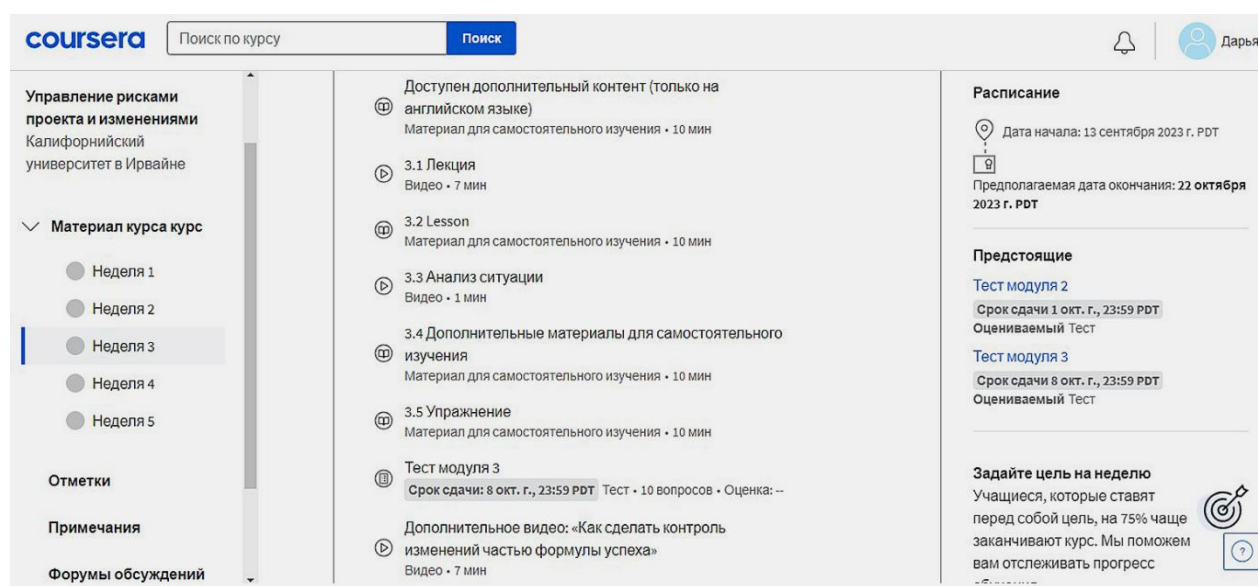 coursera
Поиск по курсу
Поиск
Дарья
Управление рисками
проекта и изменениями
Калифорнийский
университет в Ирвайне
Материал курса курс
Неделя 1
Неделя 2
Неделя 3
Неделя 4
Неделя 5
Отметки
Примечания
Форумы обсуждений
Доступен дополнительный контент (только на
английском языке)
Материал для самостоятельного изучения • 10 мин
3.1 Лекция
Видео • 7 мин
3.2 Lesson
Материал для самостоятельного изучения • 10 мин
3.3 Анализ ситуации
Видео • 1 мин
3.4 Дополнительные материалы для самостоятельного
изучения
Материал для самостоятельного изучения • 10 мин
3.5 Упражнение
Материал для самостоятельного изучения • 10 мин
Тест модуля 3
Срок сдачи: 8 окт. г., 23:59 PDT Тест • 10 вопросов • Оценка: --
Дополнительное видео: «Как сделать контроль
изменений частью формулы успеха»
Видео • 7 мин
Расписание
Дата начала: 13 сентября 2023 г. PDT
Предполагаемая дата окончания: 22 октября
2023 г. PDT
Предстоящие
Тест модуля 2
Срок сдачи 1 окт. г., 23:59 PDT
Оцениваемый Тест
Тест модуля 3
Срок сдачи 8 окт. г., 23:59 PDT
Оцениваемый Тест
Задайте цель на неделю
Учащиеся, которые ставят
перед собой цель, на 75% чаще
заканчивают курс. Мы поможем
вам отслеживать прогресс
?